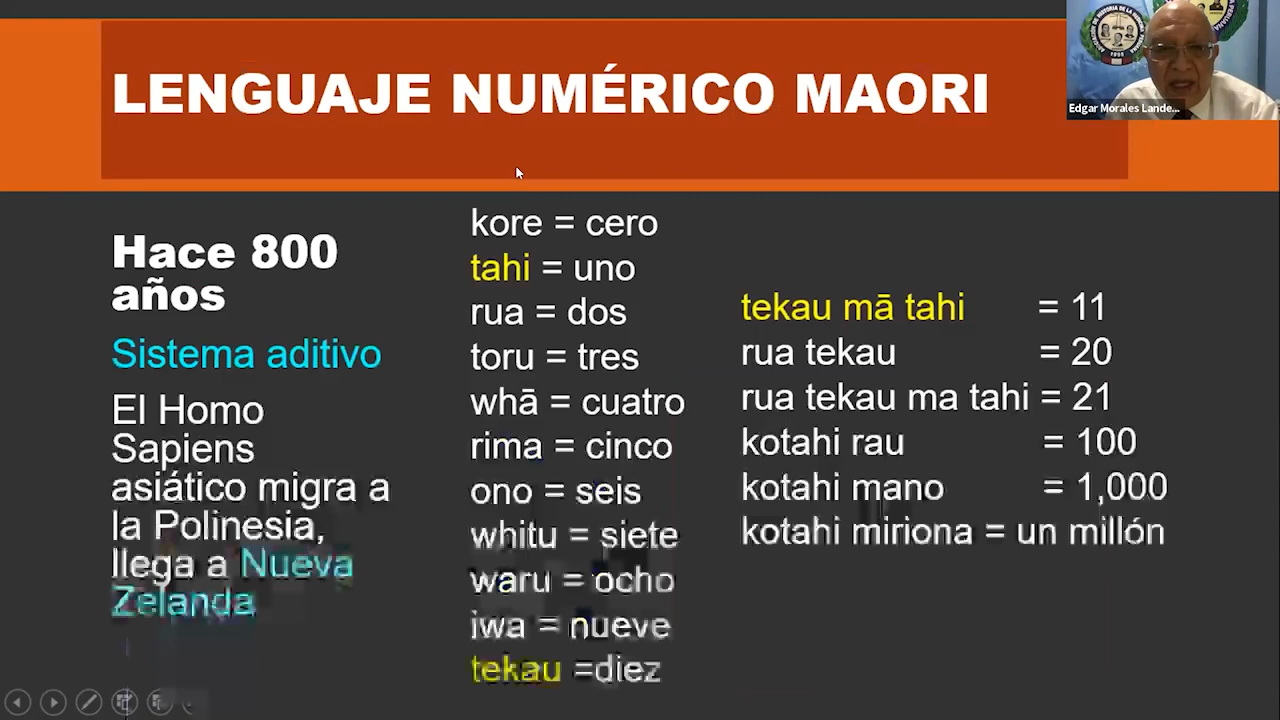 LENGUAJE NUMÉRICO MAORI
Edgar Morales Lande...
Hace 800
años
Sistema aditivo
El Homo
Sapiens
asiático migra a
la Polinesia,
llega a Nueva
Zelanda
kore = cero
tahi = uno
rua = dos
toru = tres
whā = cuatro
rima = cinco
ono = seis
whitu = siete
waru = ocho
iwa = nueve
tekau =diez
tekau mā tahi = 11
rua tekau = 20
rua tekau ma tahi = 21
kotahi rau = 100
kotahi mano = 1,000
kotahi miriona = un millón